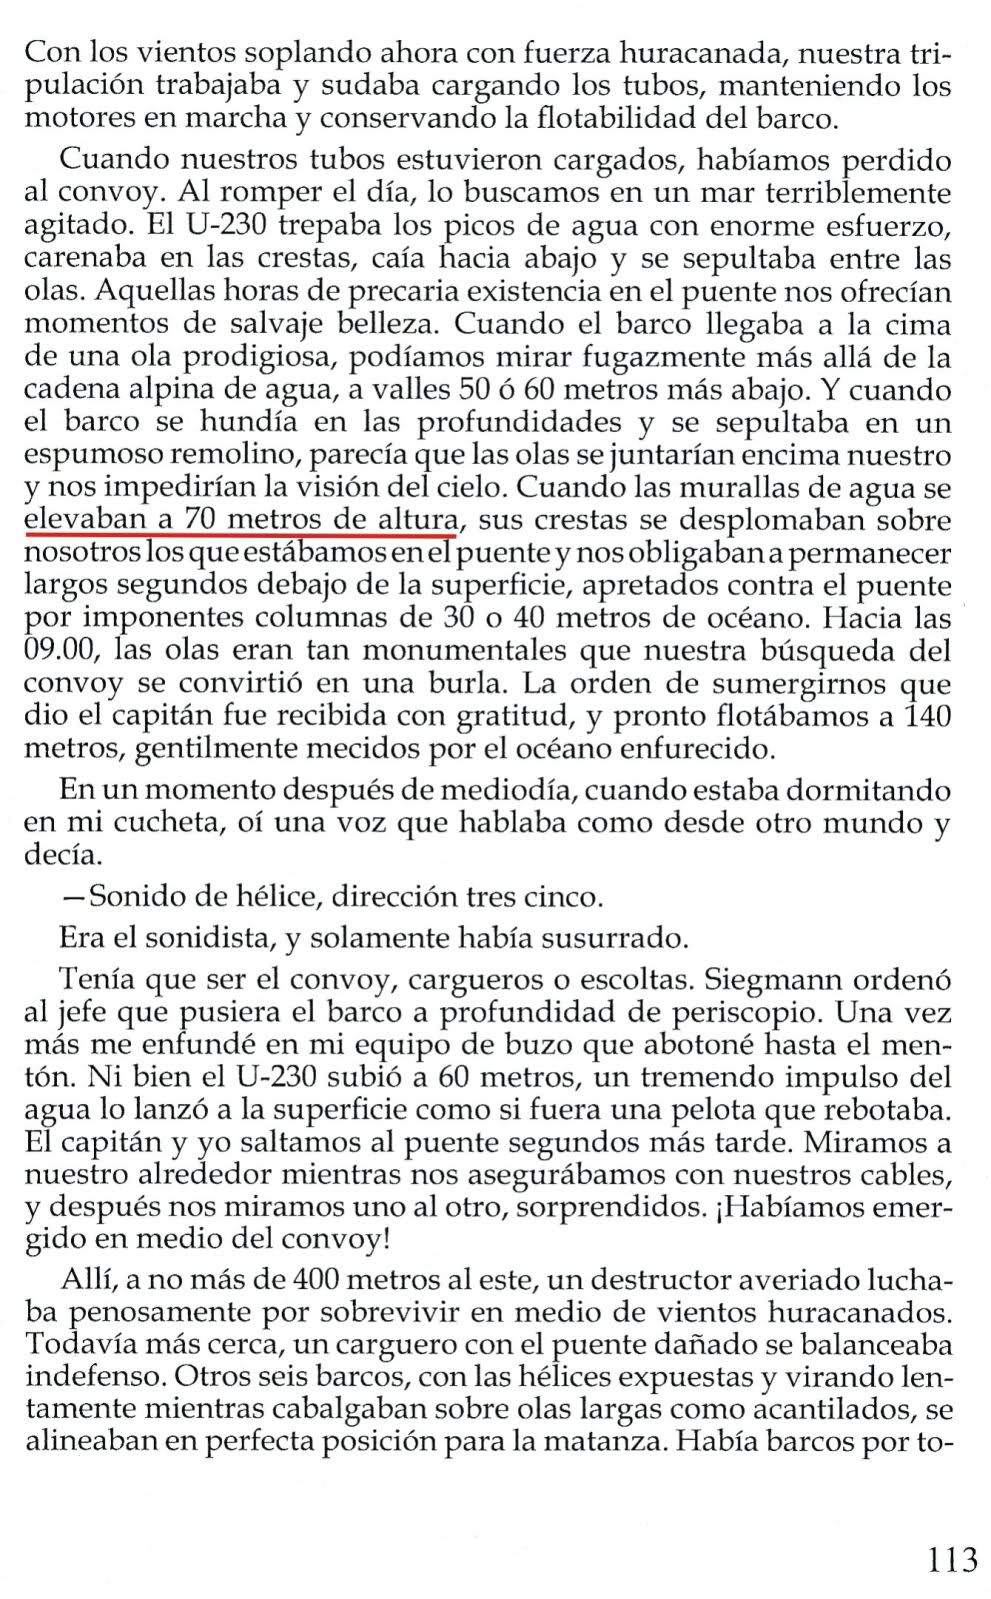 Con los vientos soplando ahora con fuerza huracanada, nuestra tri-
pulación trabajaba y sudaba cargando los tubos, manteniendo los
motores en marcha y conservando la flotabilidad del barco.
Cuando nuestros tubos estuvieron cargados, habíamos perdido
al convoy. Al romper el día, lo buscamos en un mar terriblemente
agitado. El U-230 trepaba los picos de agua con enorme esfuerzo,
carenaba en las crestas, caía hacia abajo y se sepultaba entre las
olas. Aquellas horas de precaria existencia en el puente nos ofrecían
momentos de salvaje belleza. Cuando el barco llegaba a la cima
de una ola prodigiosa, podíamos mirar fugazmente más allá de la
cadena alpina de agua, a valles 50 ó 60 metros más abajo. Y cuando
el barco se hundía en las profundidades y se sepultaba en un
espumoso remolino, parecía que las olas se juntarían encima nuestro
y nos impedirían la visión del cielo. Cuando las murallas de agua se
elevaban a 70 metros de altura, sus crestas se desplomaban sobre
nosotros los que estábamos en el puente y nos obligaban a permanecer
largos segundos debajo de la superficie, apretados contra el puente
por imponentes columnas de 30 o 40 metros de océano. Hacia las
09.00, las olas eran tan monumentales que nuestra búsqueda del
convoy se convirtió en una burla. La orden de sumergirnos que
dio el capitán fue recibida con gratitud, y pronto flotábamos a 140
metros, gentilmente mecidos por el océano enfurecido.
En un momento después de mediodía, cuando estaba dormitando
en mi cucheta, oí una voz que hablaba como desde otro mundo y
decía.
—Sonido de hélice, dirección tres cinco.
Era el sonidista, y solamente había susurrado.
Tenía que ser el convoy, cargueros o escoltas. Siegmann ordenó
al jefe que pusiera el barco a profundidad de periscopio. Una vez
más me enfundé en mi equipo de buzo que abotoné hasta el men-
tón. Ni bien el U-230 subió a 60 metros, un tremendo impulso del
agua lo lanzó a la superficie como si fuera una pelota que rebotaba.
El capitán y yo saltamos al puente segundos más tarde. Miramos a
nuestro alrededor mientras nos asegurábamos con nuestros cables,
y después nos miramos uno al otro, sorprendidos. ¡Habíamos emer-
gido en medio del convoy!
Allí, a no más de 400 metros al este, un destructor averiado lucha-
ba penosamente por sobrevivir en medio de vientos huracanados.
Todavía más cerca, un carguero con el puente dañado se balanceaba
indefenso. Otros seis barcos, con las hélices expuestas y virando len-
tamente mientras cabalgaban sobre olas largas como acantilados, se
alineaban en perfecta posición para la matanza. Había barcos por to-
113